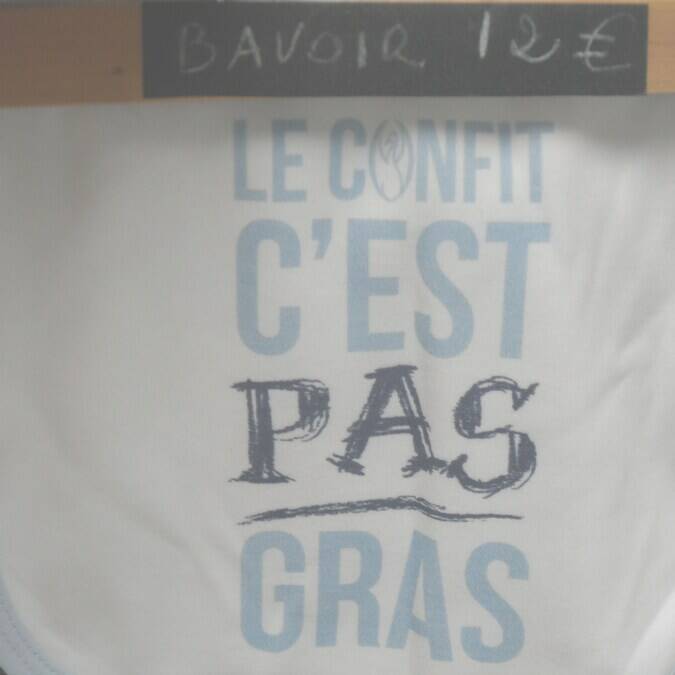 BAVOIR 12€
LE CONFIT
C'EST
PAS
GRAS